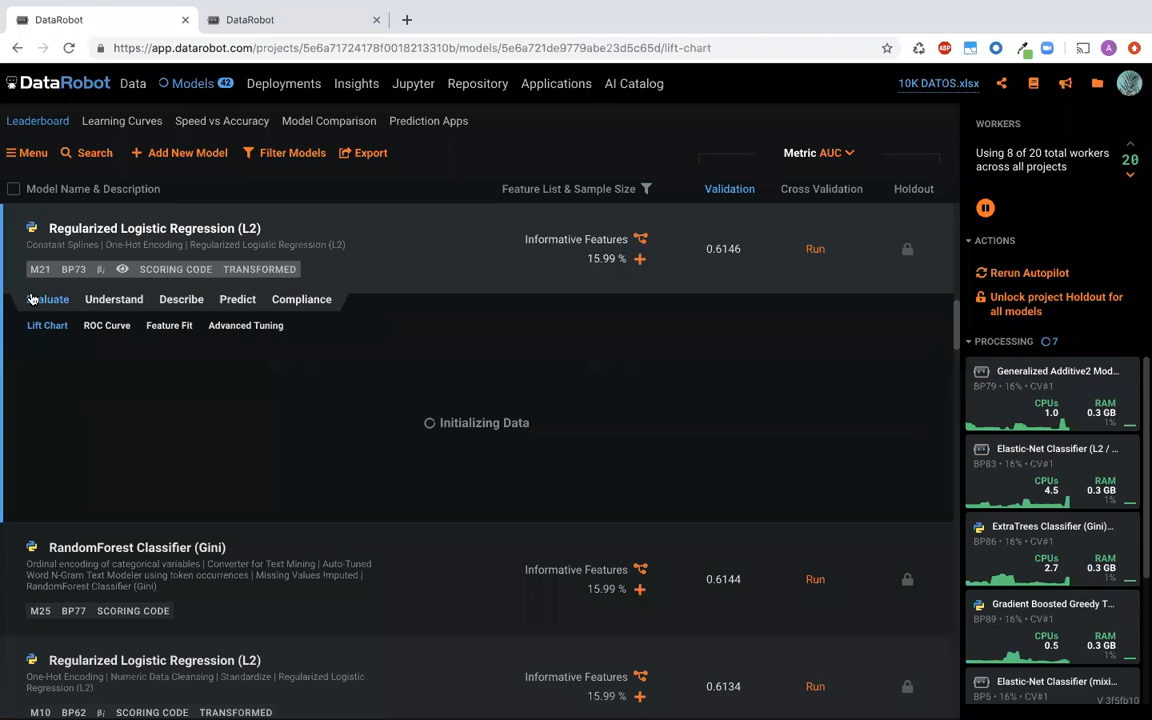 DataRobot
DataRobot
https://app.datarobot.com/projects/5e6a71724178f0018213310b/models/5e6a721de9779abe23d5c65d/lift-chart
DataRobot Data Models 42 Deployments Insights Jupyter Repository Applications AI Catalog 10K DATOS.xlsx
Leaderboard Learning Curves Speed vs Accuracy Model Comparison Prediction Apps
Menu Search Add New Model Filter Models Export Metric AUC
Model Name & Description Feature List & Sample Size Validation Cross Validation Holdout
Regularized Logistic Regression (L2)
Constant Splines | One-Hot Encoding | Regularized Logistic Regression (L2)
Informative Features
15.99 %
0.6146 Run
M21 BP73 βi SCORING CODE TRANSFORMED
Evaluate Understand Describe Predict Compliance
Lift Chart ROC Curve Feature Fit Advanced Tuning
Initializing Data
RandomForest Classifier (Gini)
Ordinal encoding of categorical variables | Converter for Text Mining | Auto-Tuned
Word N-Gram Text Modeler using token occurrences | Missing Values Imputed |
RandomForest Classifier (Gini)
Informative Features
15.99 %
0.6144 Run
M25 BP77 SCORING CODE
Regularized Logistic Regression (L2)
One-Hot Encoding | Numeric Data Cleansing | Standardize | Regularized Logistic
Regression (L2)
Informative Features
15.99 %
0.6134 Run
M10 BP62 βi SCORING CODE TRANSFORMED
WORKERS
Using 8 of 20 total workers
across all projects
20
ACTIONS
Rerun Autopilot
Unlock project Holdout for
all models
PROCESSING 7
Generalized Additive2 Mod...
BP79 • 16% • CV#1
CPUs RAM
1.0 0.3 GB
1%
Elastic-Net Classifier (L2 / ...
BP83 • 16% • CV#1
CPUs RAM
4.5 0.3 GB
1%
ExtraTrees Classifier (Gini)...
BP86 • 16% • CV#1
CPUs RAM
2.7 0.3 GB
1%
Gradient Boosted Greedy T...
BP89 • 16% • CV#1
CPUs RAM
0.5 0.3 GB
1%
Elastic-Net Classifier (mixi...
BP5 • 16% • CV#1
V 3f5fb10